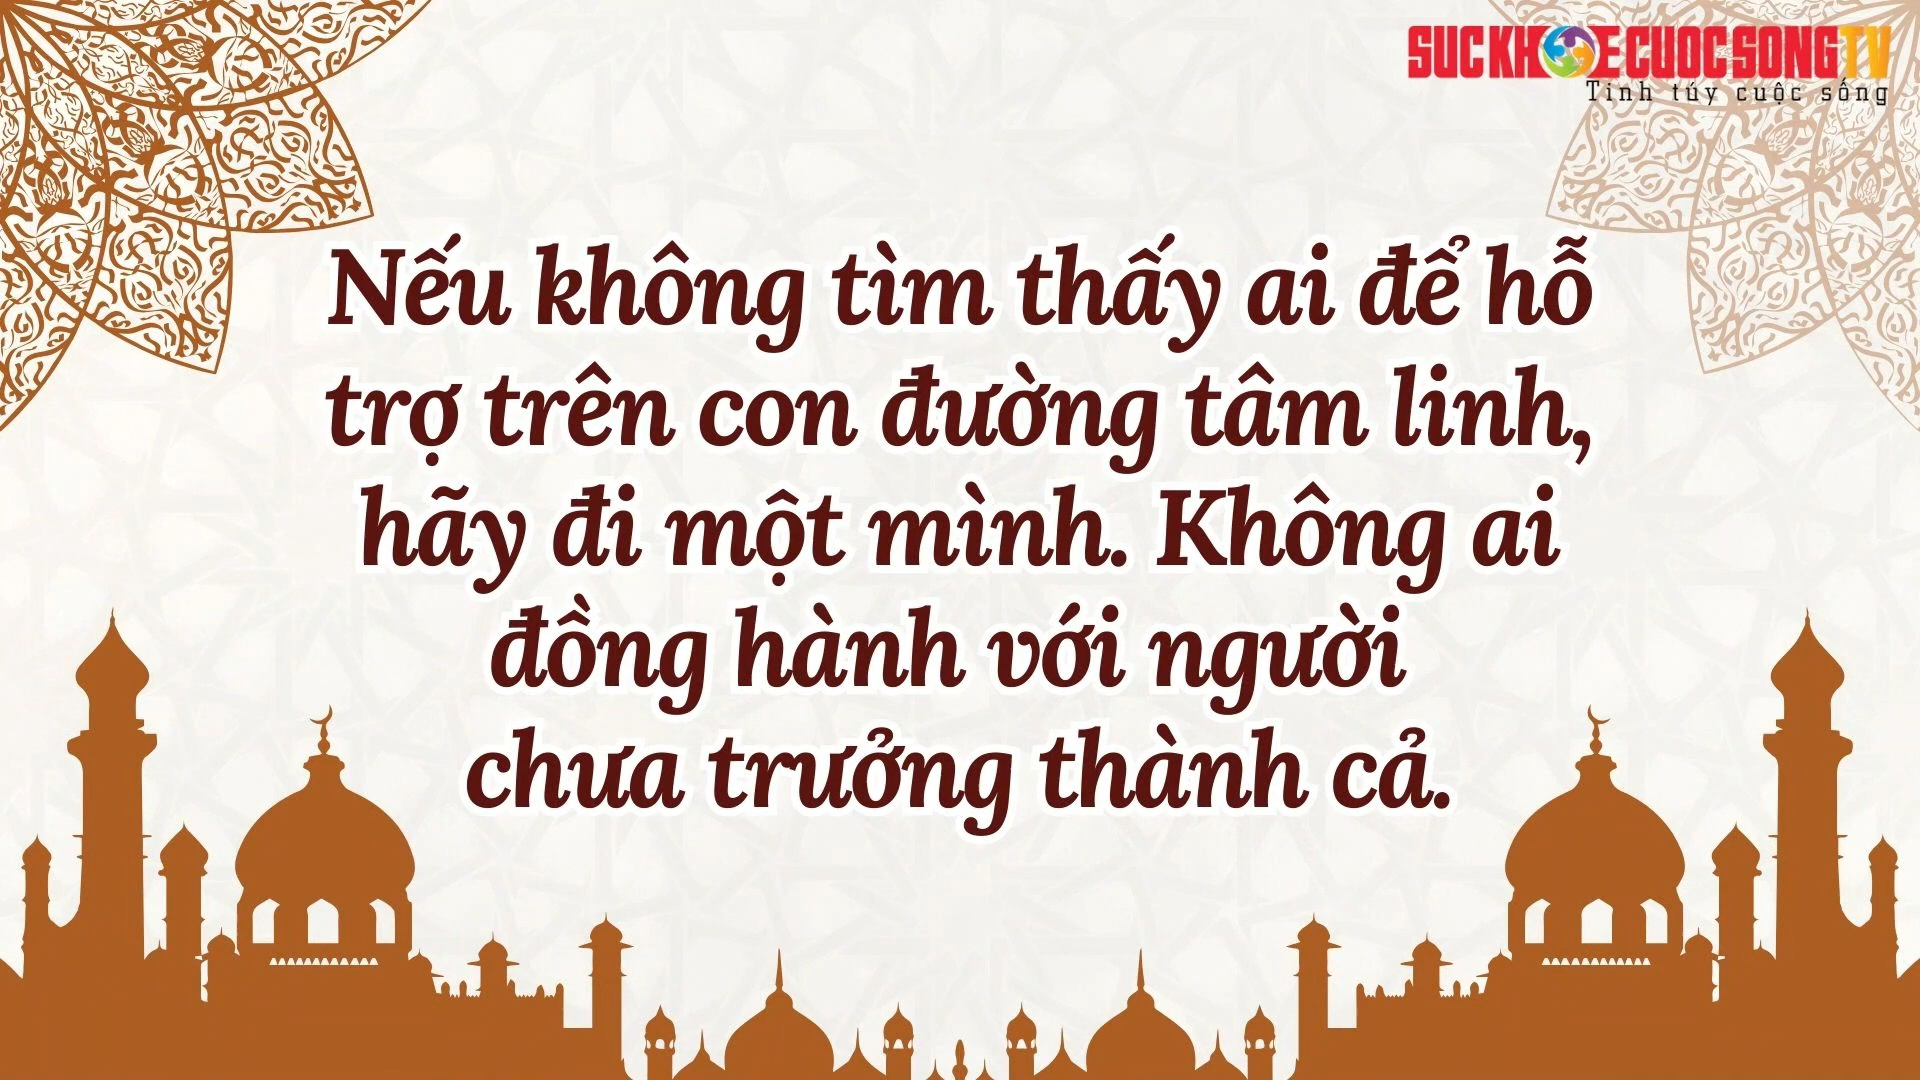 SUCKHOECUOCSONGTV
Tinh túy cuộc sống
Nếu không tìm thấy ai để hỗ
trợ trên con đường tâm linh,
hãy đi một mình. Không ai
đồng hành với người
chưa trưởng thành cả.